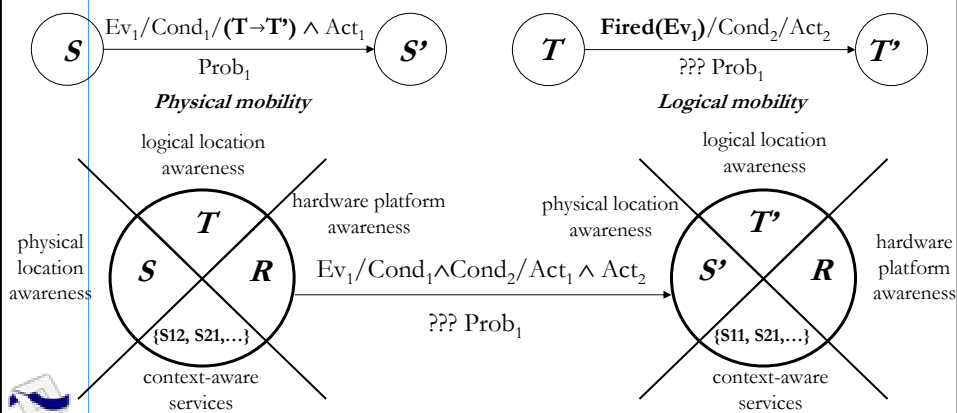 S
Ev₁/Cond₁/(T→T’) ∧ Act₁
Prob₁
S’
Physical mobility
T
Fired(Ev₁)/Cond₂/Act₂
??? Prob₁
T’
Logical mobility
logical location
awareness
physical
location
awareness
hardware platform
awareness
T
S
R
{S12, S21,…}
context-aware
services
Ev₁/Cond₁∧Cond₂/Act₁ ∧ Act₂
??? Prob₁
logical location
awareness
physical location
awareness
hardware
platform
awareness
T’
S’
R
{S11, S21,…}
context-aware
services